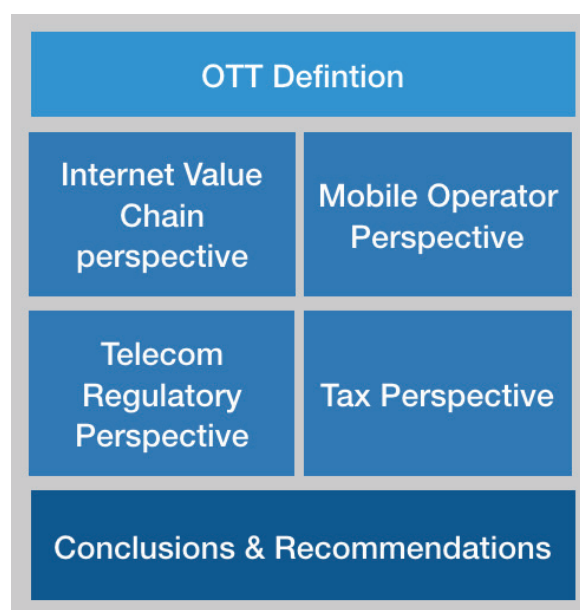 OTT Defintion
Internet Value
Chain
perspective
Mobile Operator
Perspective
Telecom
Regulatory
Perspective
Tax Perspective
Conclusions & Recommendations